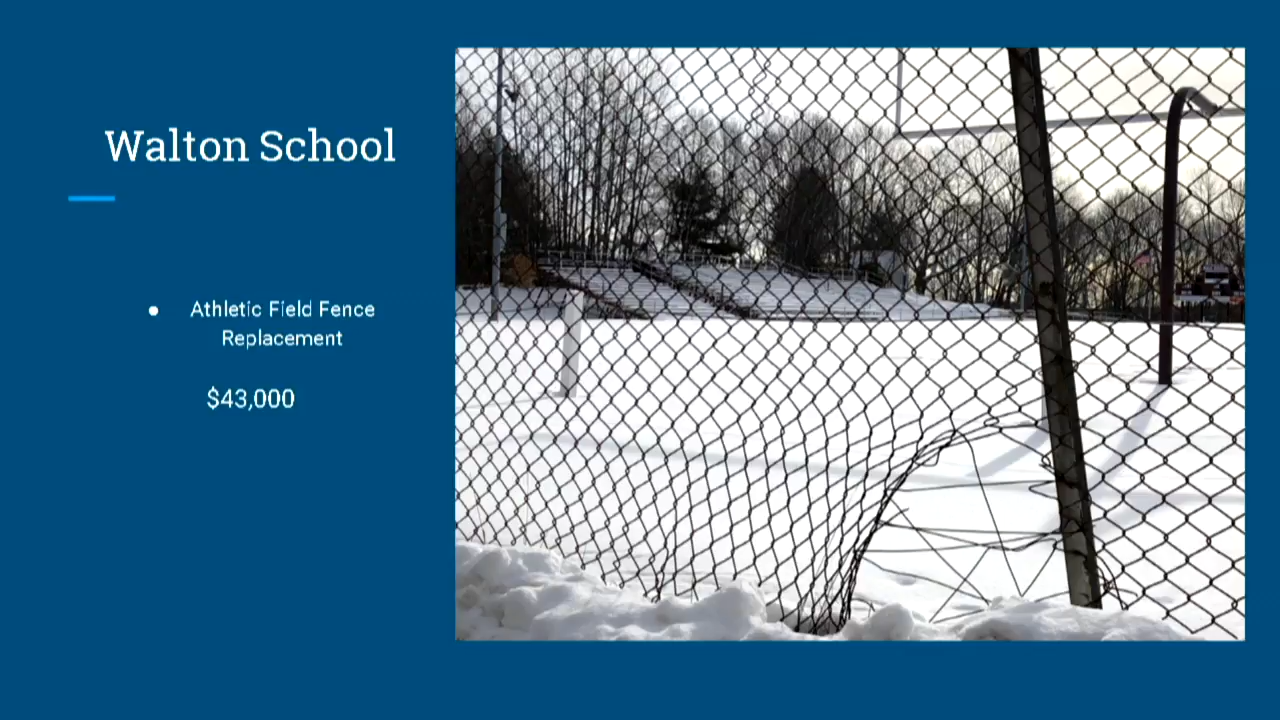 Walton School
● Athletic Field Fence
Replacement
$43,000